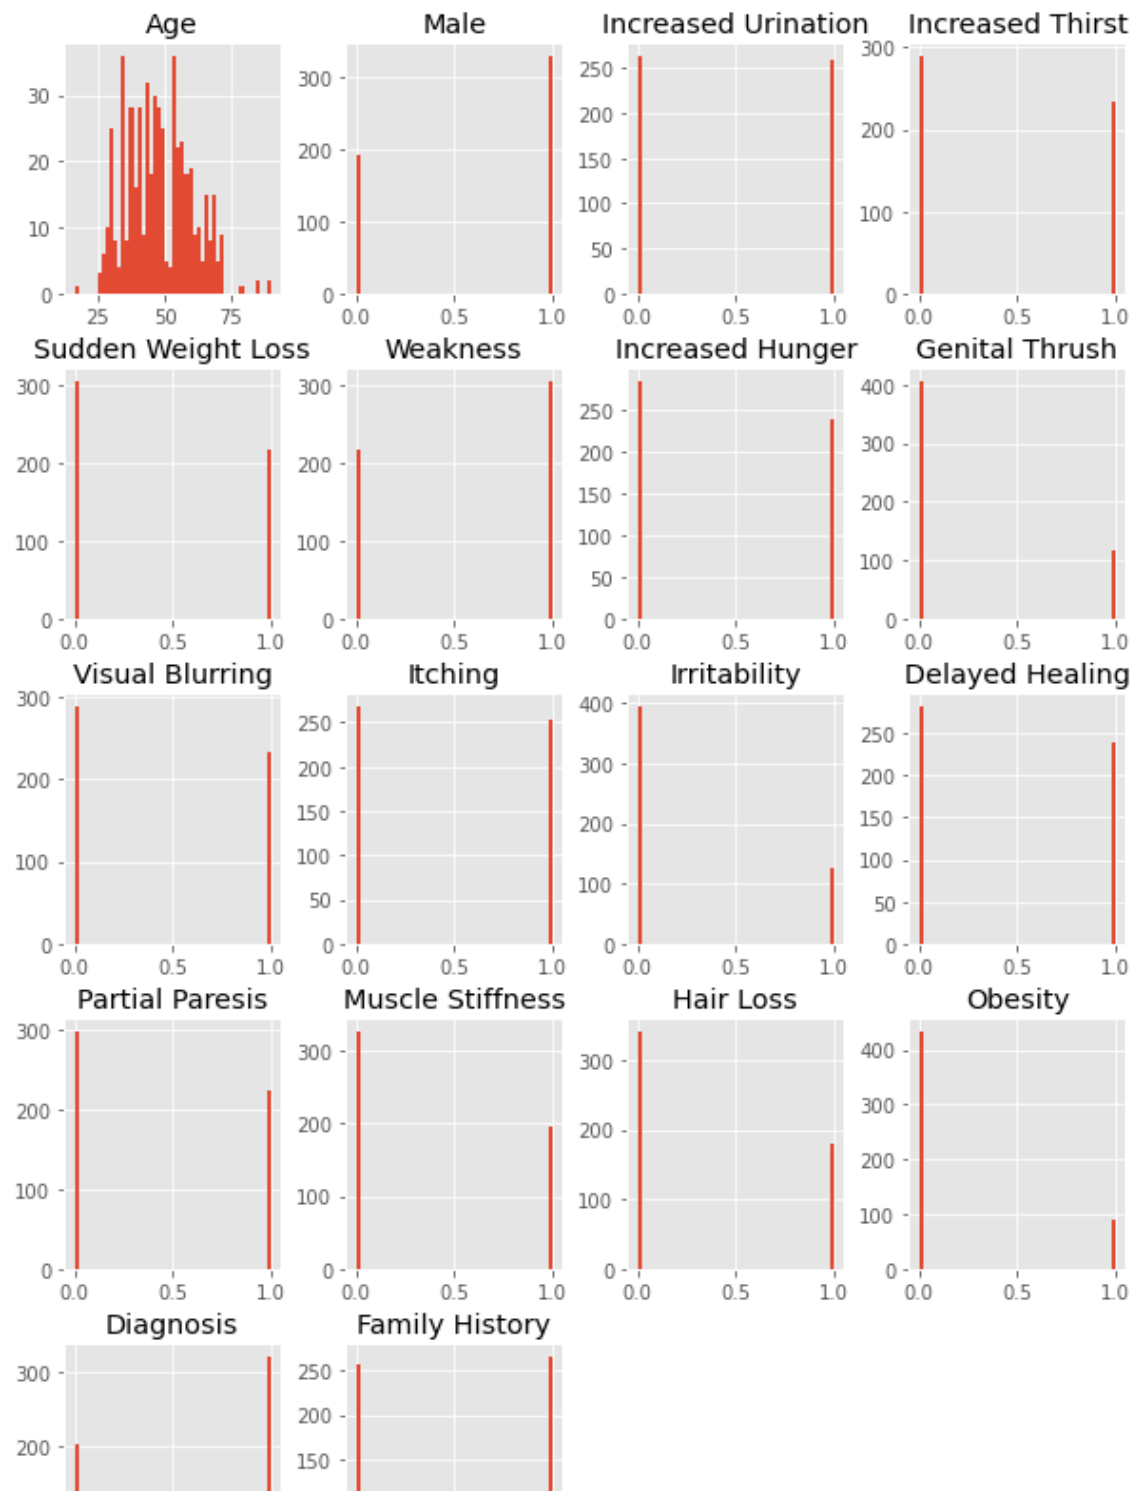 Age Male Increased Urination Increased Thirst
30 20 10 0
25 50 75
300 200 100 0
0.0 0.5 1.0
250 200 150 100 50 0
0.0 0.5 1.0
300 200 100 0
0.0 0.5 1.0
Sudden Weight Loss Weakness Increased Hunger Genital Thrush
300 200 100 0
0.0 0.5 1.0
300 200 100 0
0.0 0.5 1.0
250 200 150 100 50 0
0.0 0.5 1.0
400 300 200 100 0
0.0 0.5 1.0
Visual Blurring Itching Irritability Delayed Healing
300 200 100 0
0.0 0.5 1.0
250 200 150 100 50 0
0.0 0.5 1.0
400 300 200 100 0
0.0 0.5 1.0
250 200 150 100 50 0
0.0 0.5 1.0
Partial Paresis Muscle Stiffness Hair Loss Obesity
300 200 100 0
0.0 0.5 1.0
300 200 100 0
0.0 0.5 1.0
300 200 100 0
0.0 0.5 1.0
400 300 200 100 0
0.0 0.5 1.0
Diagnosis Family History
300 200
250 200 150